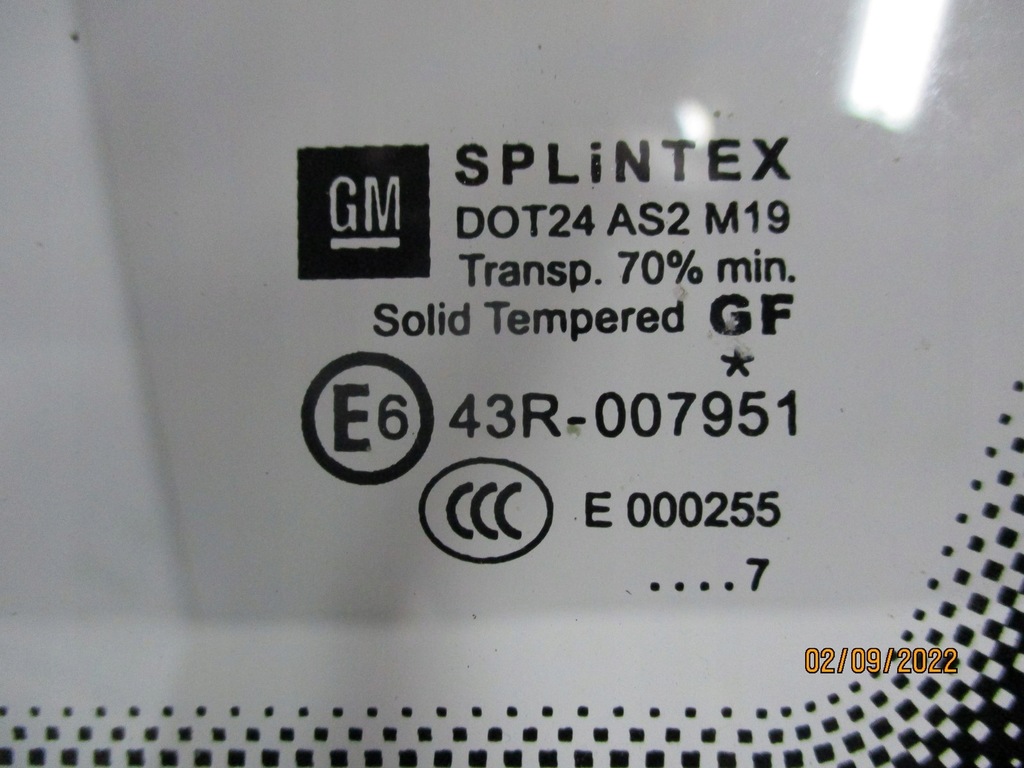 GM
SPLiNTEX
DOT24 AS2 M19
Transp. 70% min.
Solid Tempered GF
*
E6 43R-007951
CCC E 000255
....7
02/09/2022